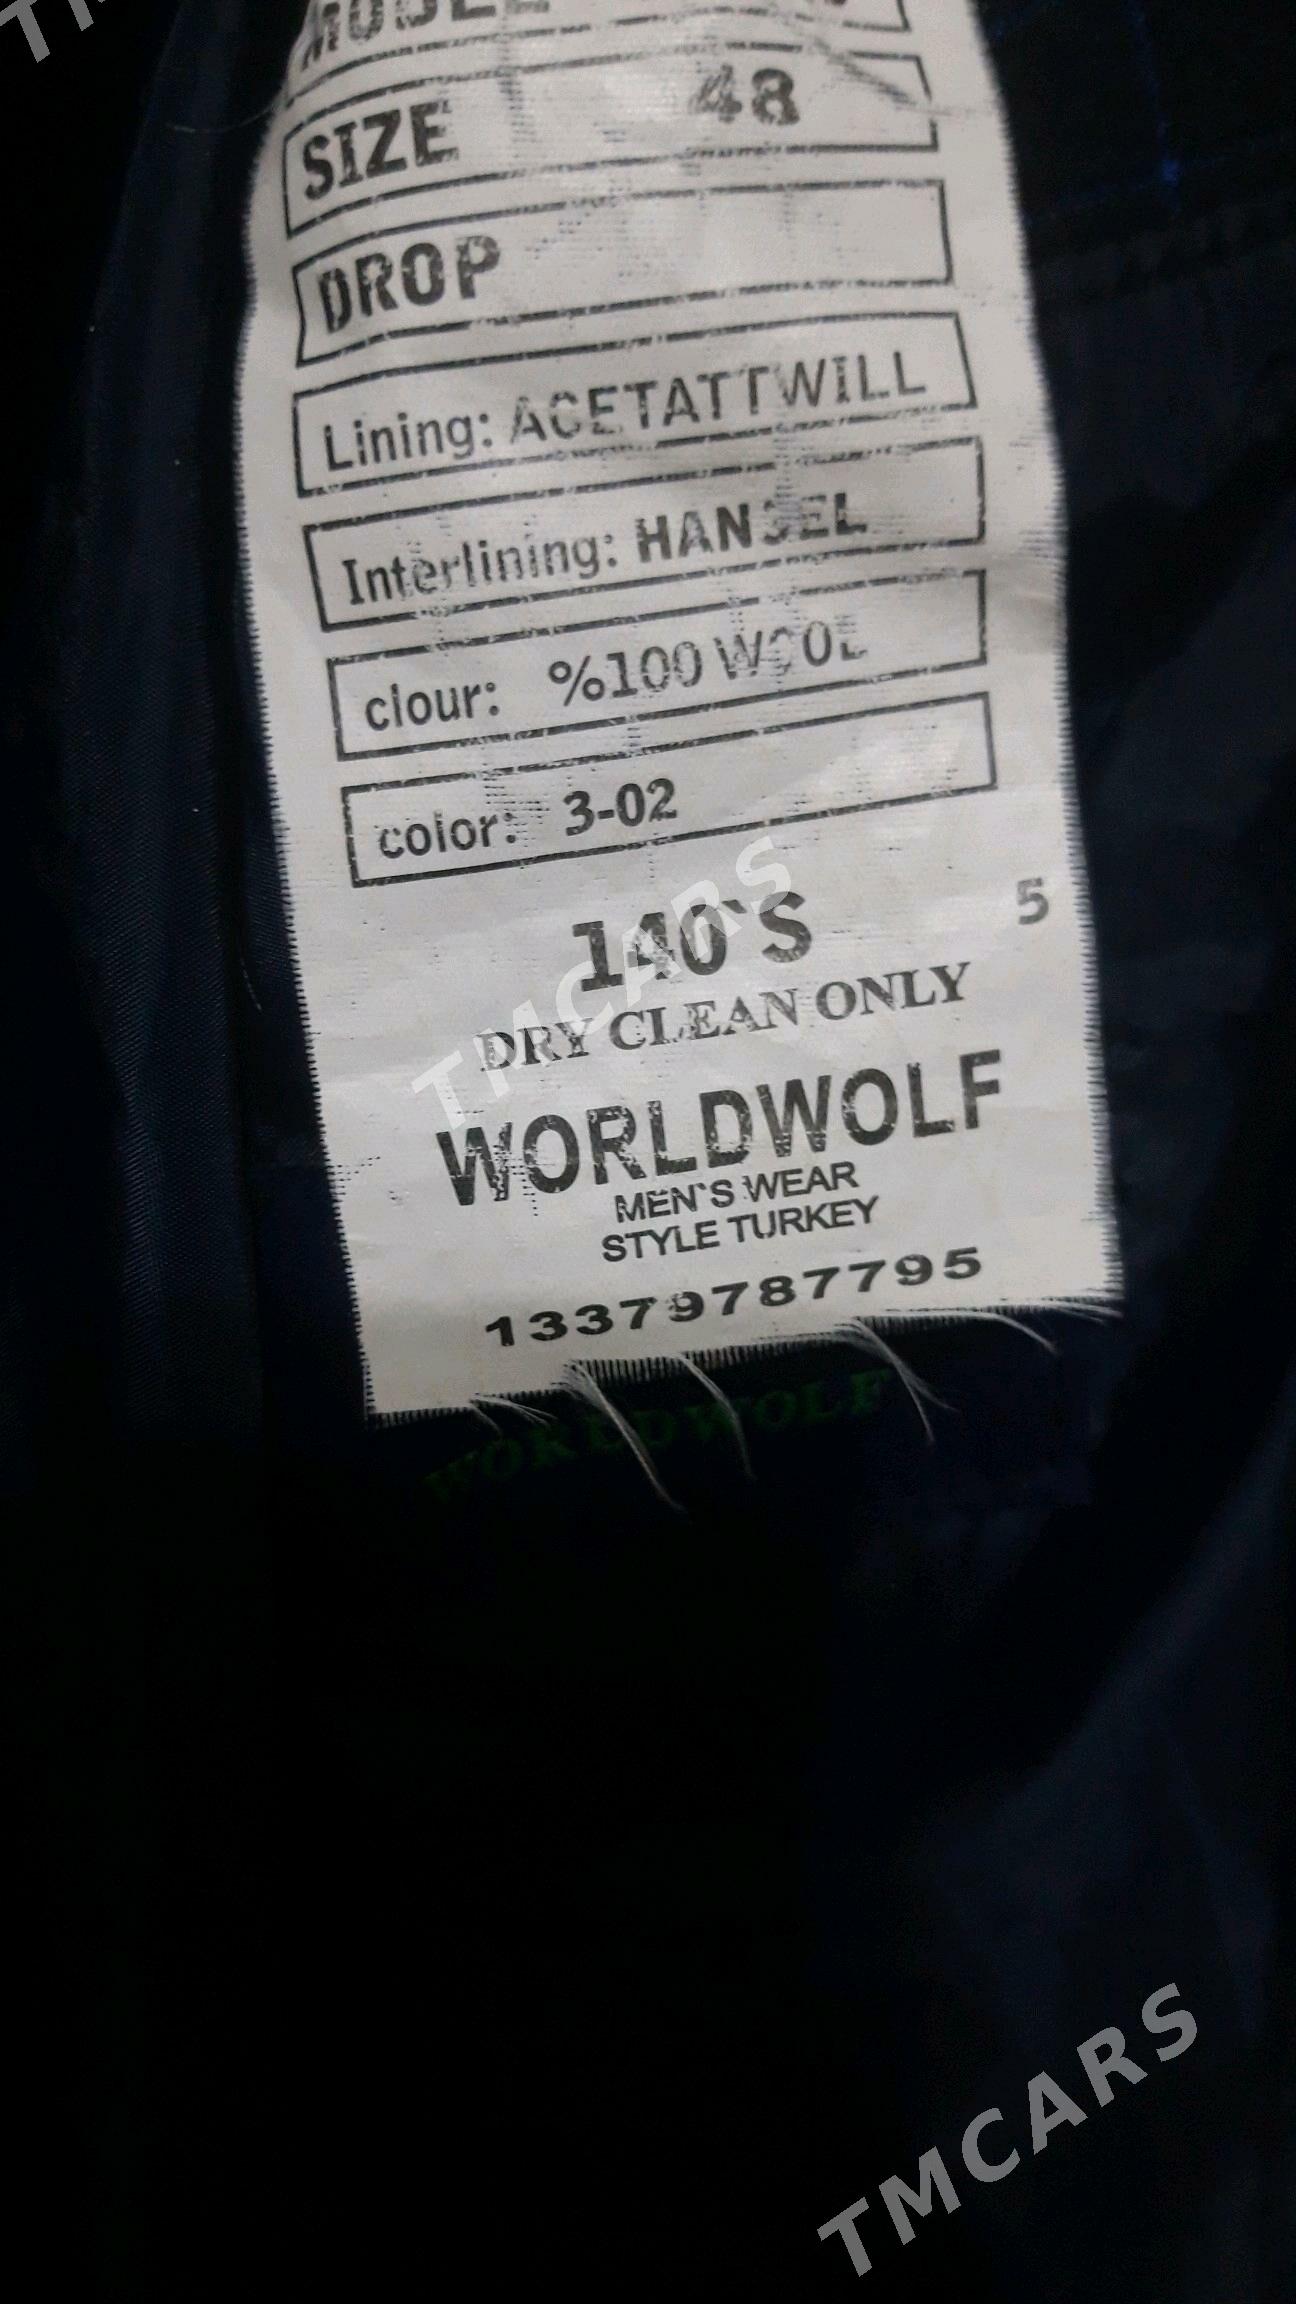 MODEL
SIZE 48
DROP
Lining: ACETATTWILL
Interlining: HANSEL
clour: %100 WOOL
color: 3-02
140`S 5
DRY CLEAN ONLY
WORLDWOLF
MEN`S WEAR
STYLE TURKEY
13379787795
WORLDWOLF
TMCARS
TMCARS